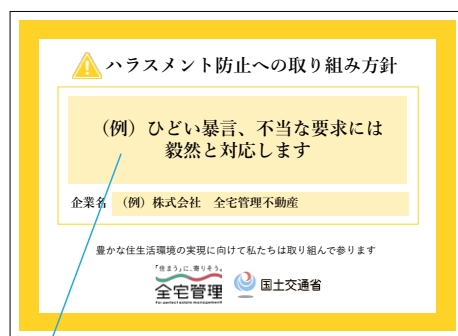 ハラスメント防止への取り組み方針
（例）ひどい暴言、不当な要求には
毅然と対応します
企業名 （例）株式会社　全宅管理不動産
豊かな住生活環境の実現に向けて私たちは取り組んで参ります
「住まう」に、寄りそう。
全宅管理
for perfect estate management
国土交通省